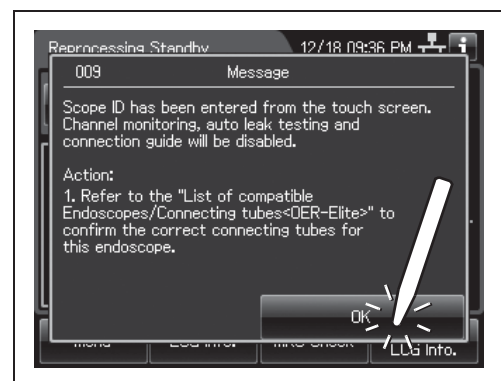 Reprocessing Standby 12/18 09:36 PM
009 Message
Scope ID has been entered from the touch screen.
Channel monitoring, auto leak testing and
connection guide will be disabled.
Action:
1. Refer to the "List of compatible
Endoscopes/Connecting tubes<OER-Elite>" to
confirm the correct connecting tubes for
this endoscope.
OK
LCG Info.